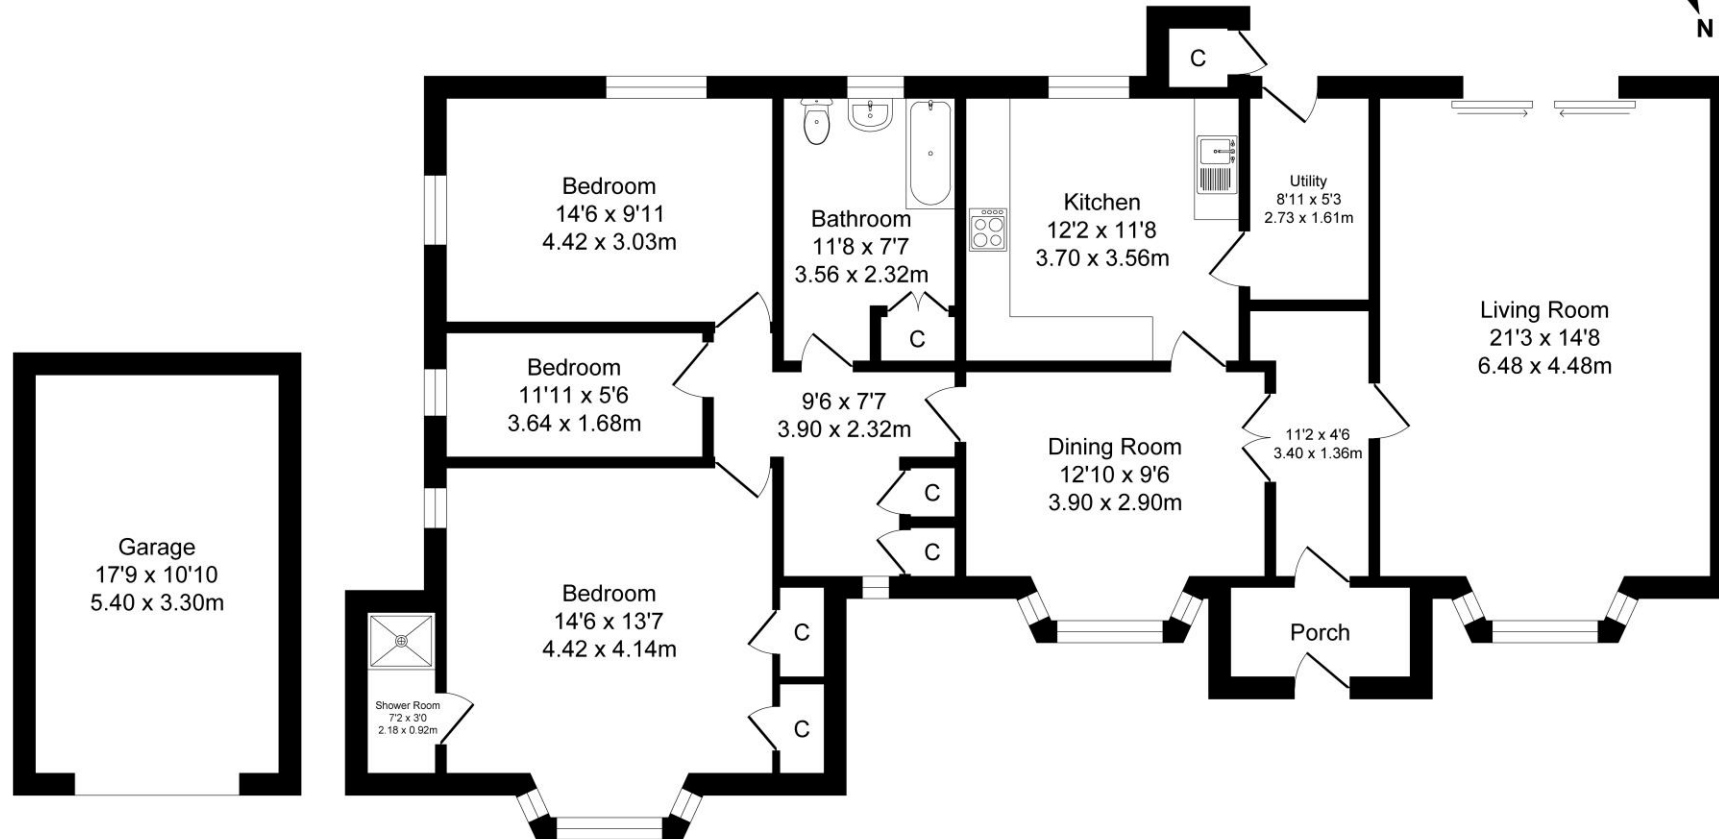 N
C
Bedroom
14'6 x 9'11
4.42 x 3.03m
Bathroom
11'8 x 7'7
3.56 x 2.32m
C
Kitchen
12'2 x 11'8
3.70 x 3.56m
Utility
8'11 x 5'3
2.73 x 1.61m
Living Room
21'3 x 14'8
6.48 x 4.48m
Bedroom
11'11 x 5'6
3.64 x 1.68m
9'6 x 7'7
3.90 x 2.32m
Dining Room
12'10 x 9'6
3.90 x 2.90m
11'2 x 4'6
3.40 x 1.36m
C
C
Garage
17'9 x 10'10
5.40 x 3.30m
Bedroom
14'6 x 13'7
4.42 x 4.14m
C
C
Porch
Shower Room
7'2 x 3'0
2.18 x 0.92m